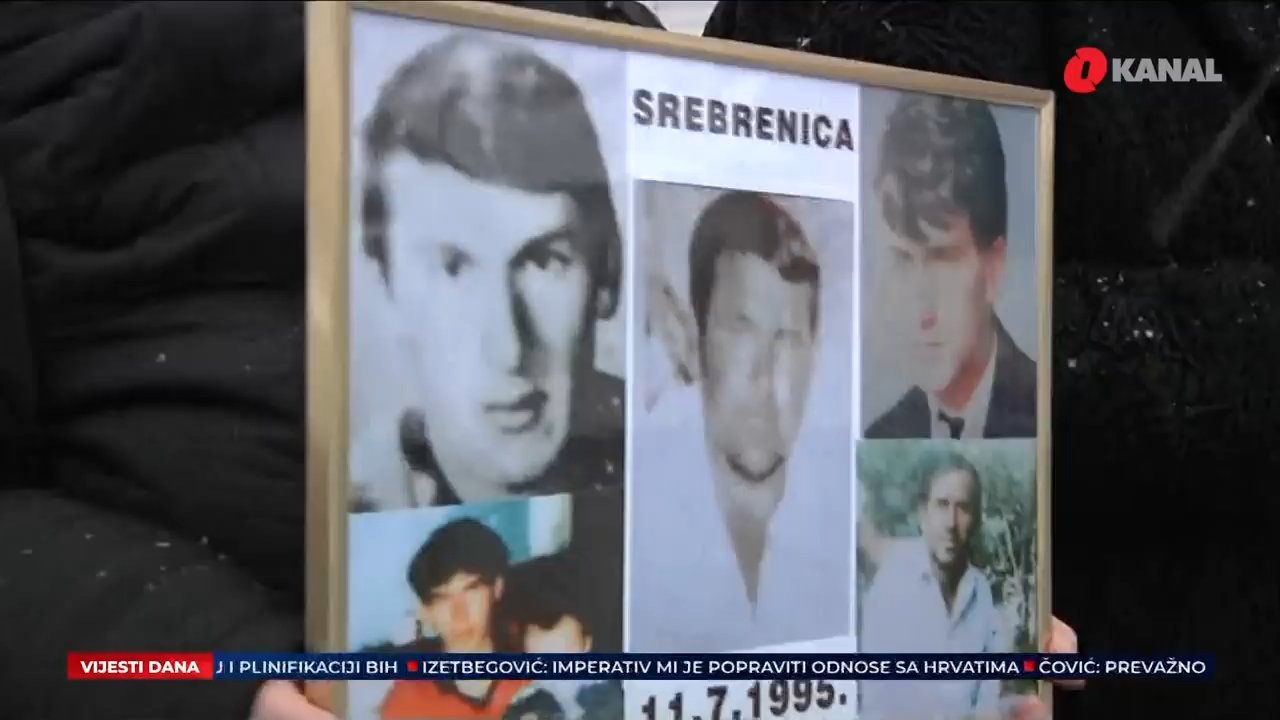 KANAL
SREBRENICA
11.7.1995.
VIJESTI DANA
J I PLINIFIKACIJI BIH ■ IZETBEGOVIĆ: IMPERATIV MI JE POPRAVITI ODNOSE SA HRVATIMA ■ ČOVIĆ: PREVAŽNO